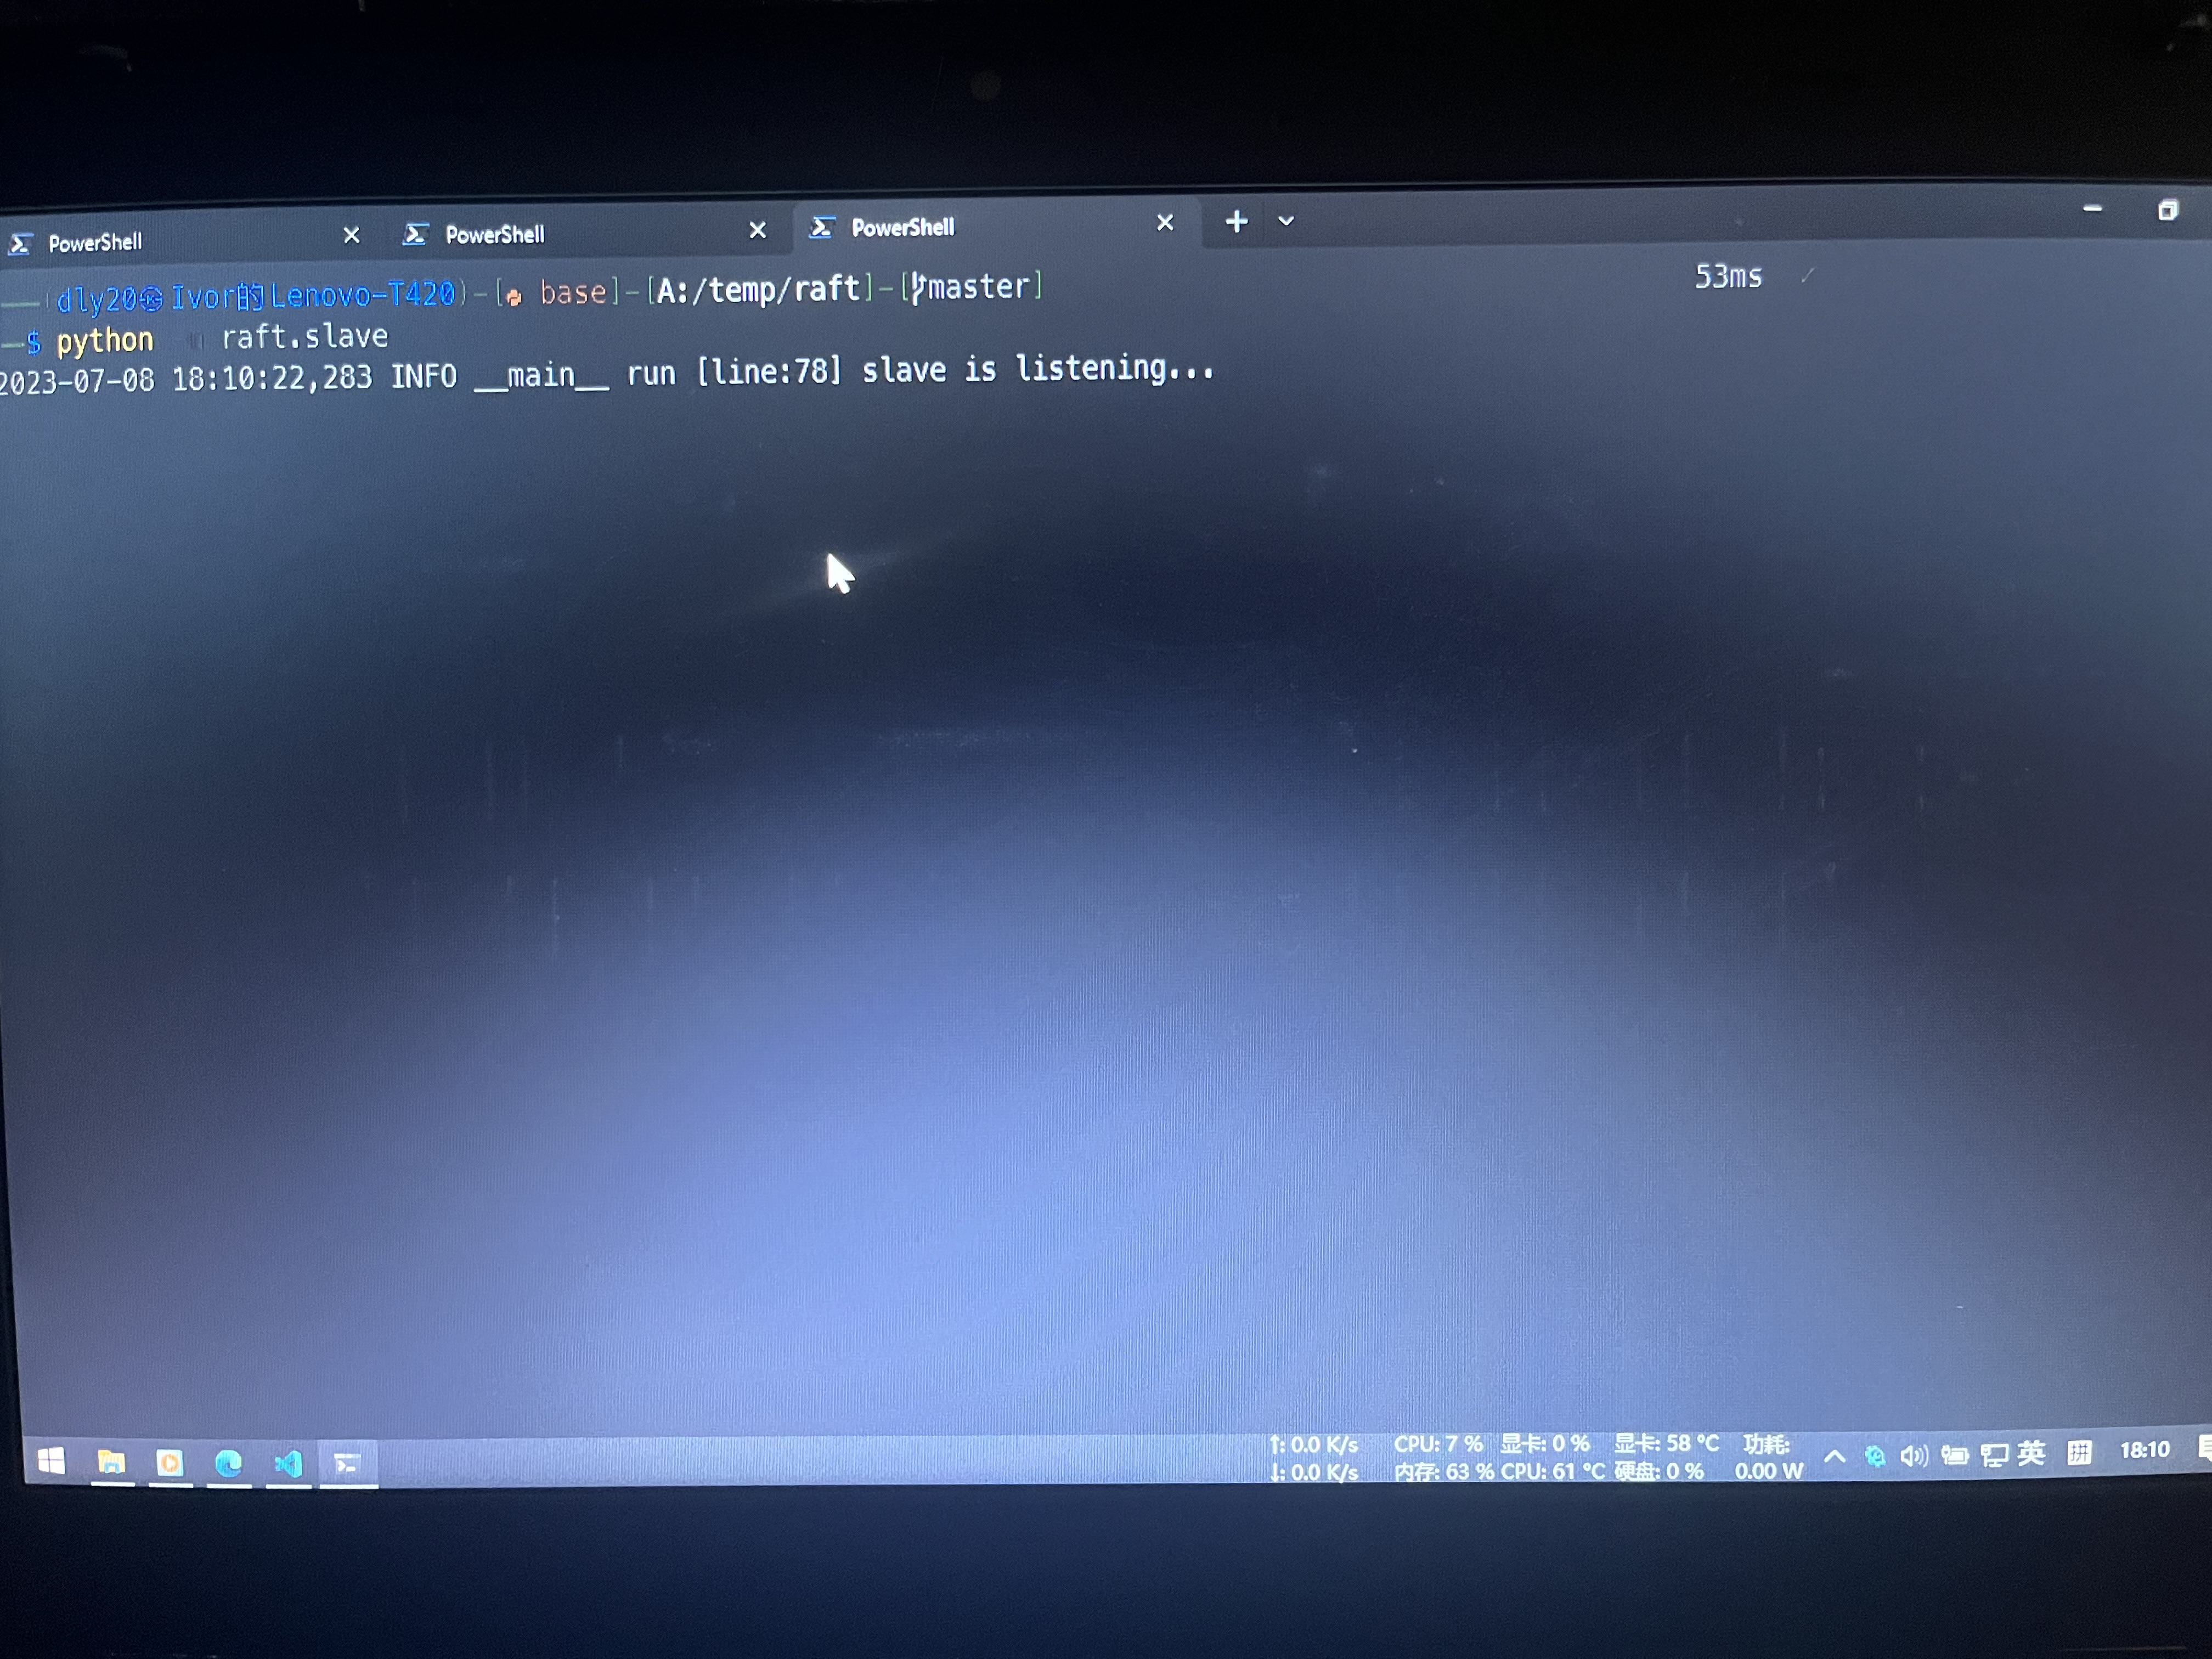 PowerShell
PowerShell
PowerShell
dly20㉿Ivor的Lenovo-T420)-[ base]-[A:/temp/raft]-[master]
53ms
$ python raft.slave
2023-07-08 18:10:22,283 INFO __main__ run [line:78] slave is listening...
↑: 0.0 K/s CPU: 7 % 显卡: 0 % 显卡: 58 °C 功耗:
↓: 0.0 K/s 内存: 63 % CPU: 61 °C 硬盘: 0 % 0.00 W
英
拼
18:10